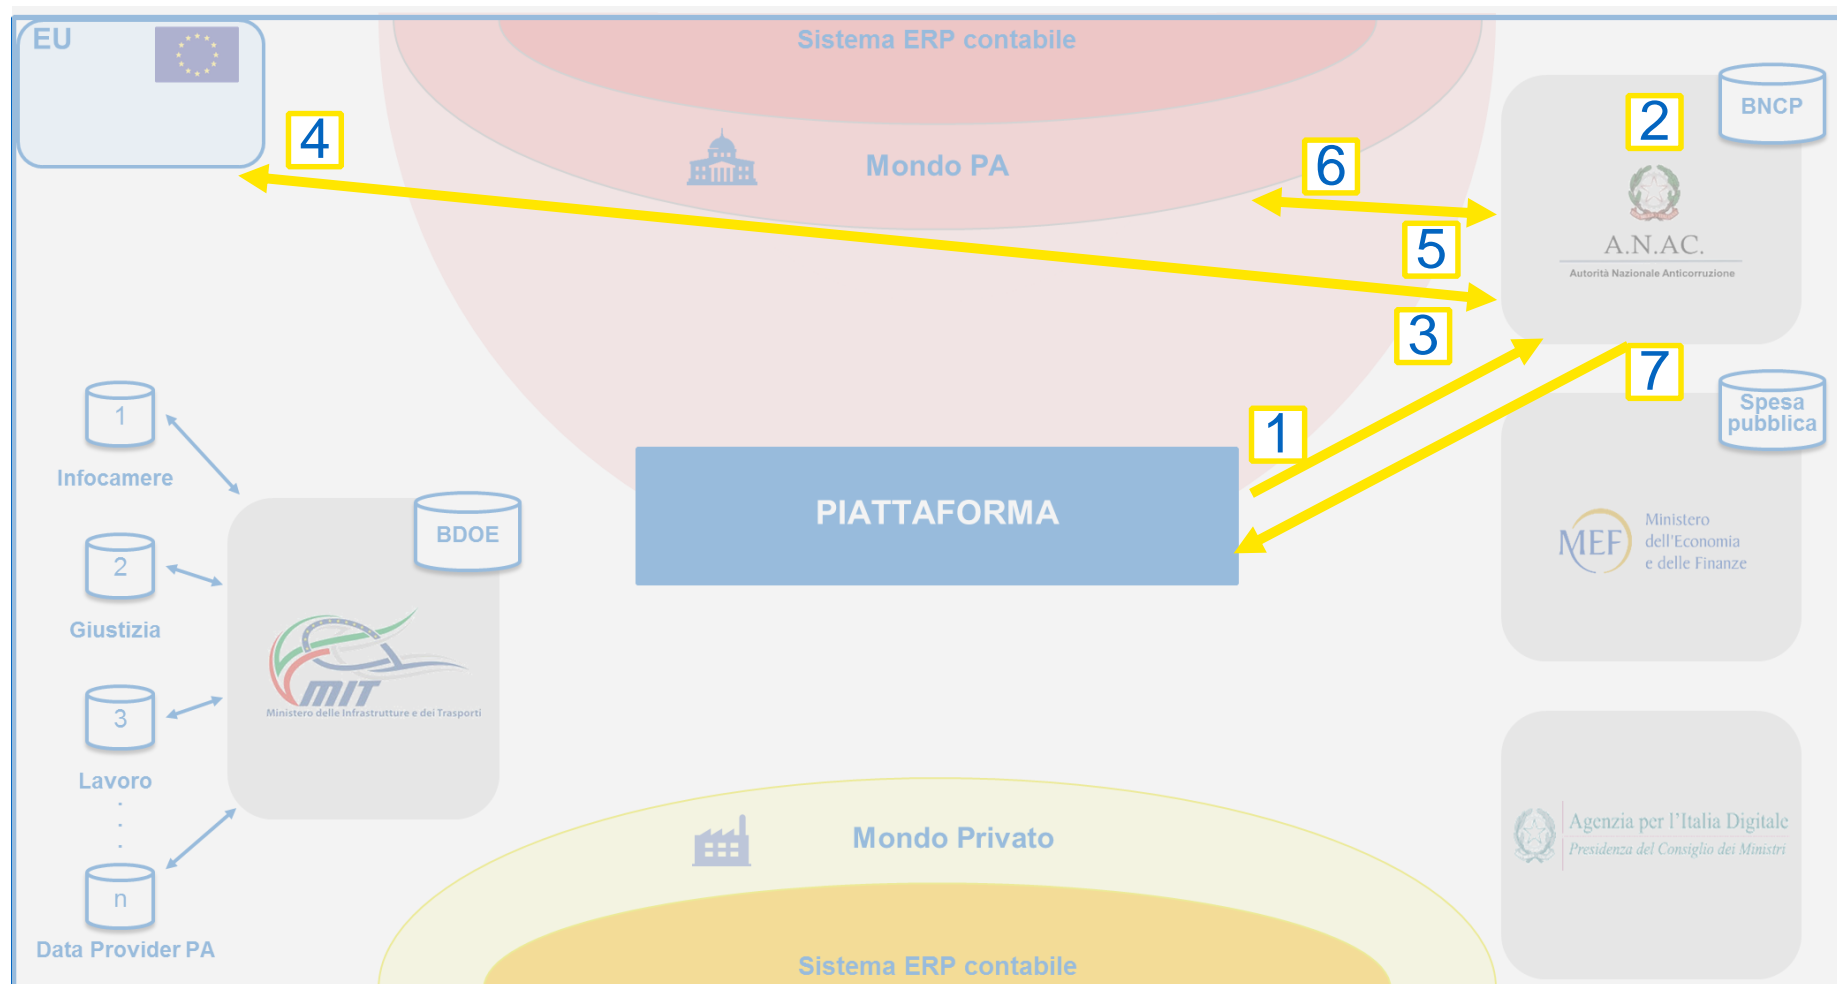 EU
Sistema ERP contabile
BNCP
2
4
Mondo PA
6
A.N.AC.
Autorità Nazionale Anticorruzione
5
3
7
1
Spesa
pubblica
1
Infocamere
PIATTAFORMA
BDOE
MEF
Ministero
dell'Economia
e delle Finanze
2
Giustizia
MIT
Ministero delle Infrastrutture e dei Trasporti
3
Lavoro
Agenzia per l'Italia Digitale
Presidenza del Consiglio dei Ministri
Mondo Privato
n
Data Provider PA
Sistema ERP contabile